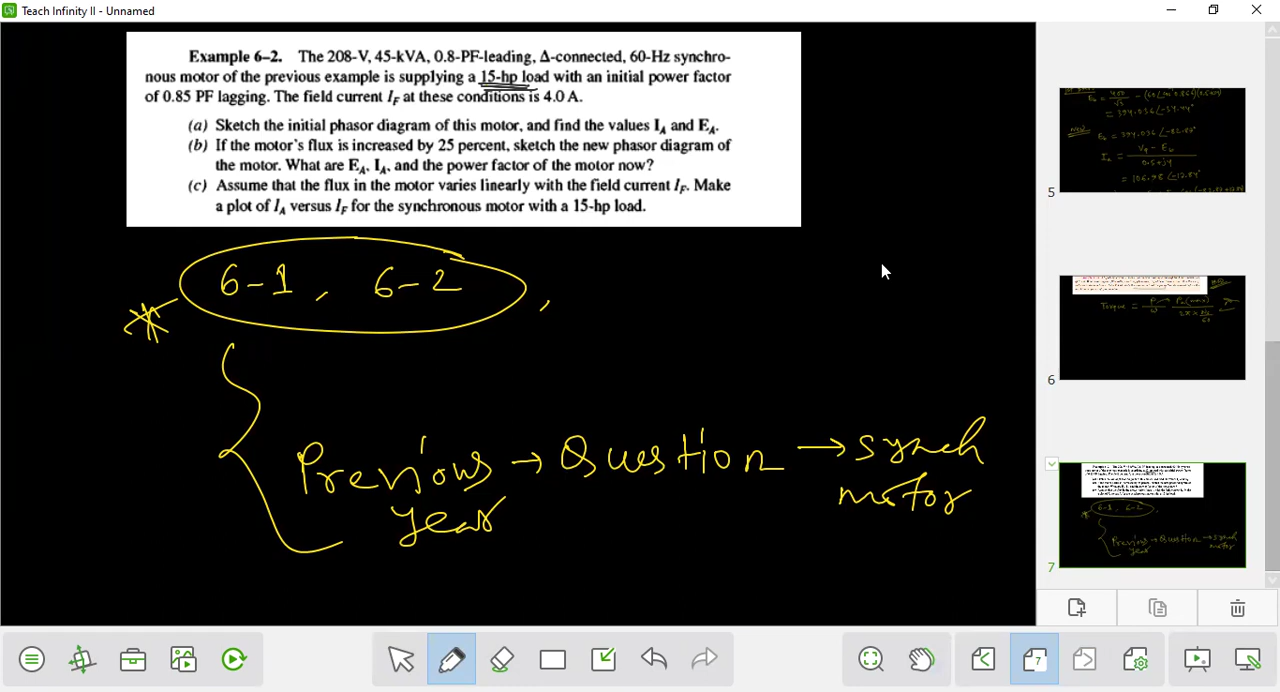 Teach Infinity II - Unnamed
Example 6–2. The 208-V, 45-kVA, 0.8-PF-leading, Δ-connected, 60-Hz synchro-
nous motor of the previous example is supplying a 15-hp load with an initial power factor
of 0.85 PF lagging. The field current I_F at these conditions is 4.0 A.
(a) Sketch the initial phasor diagram of this motor, and find the values I_A and E_A.
(b) If the motor's flux is increased by 25 percent, sketch the new phasor diagram of
the motor. What are E_A, I_A, and the power factor of the motor now?
(c) Assume that the flux in the motor varies linearly with the field current I_F. Make
a plot of I_A versus I_F for the synchronous motor with a 15-hp load.
6-1, 6-2,
Previous → Question → synch
year motor
5
6
7
7